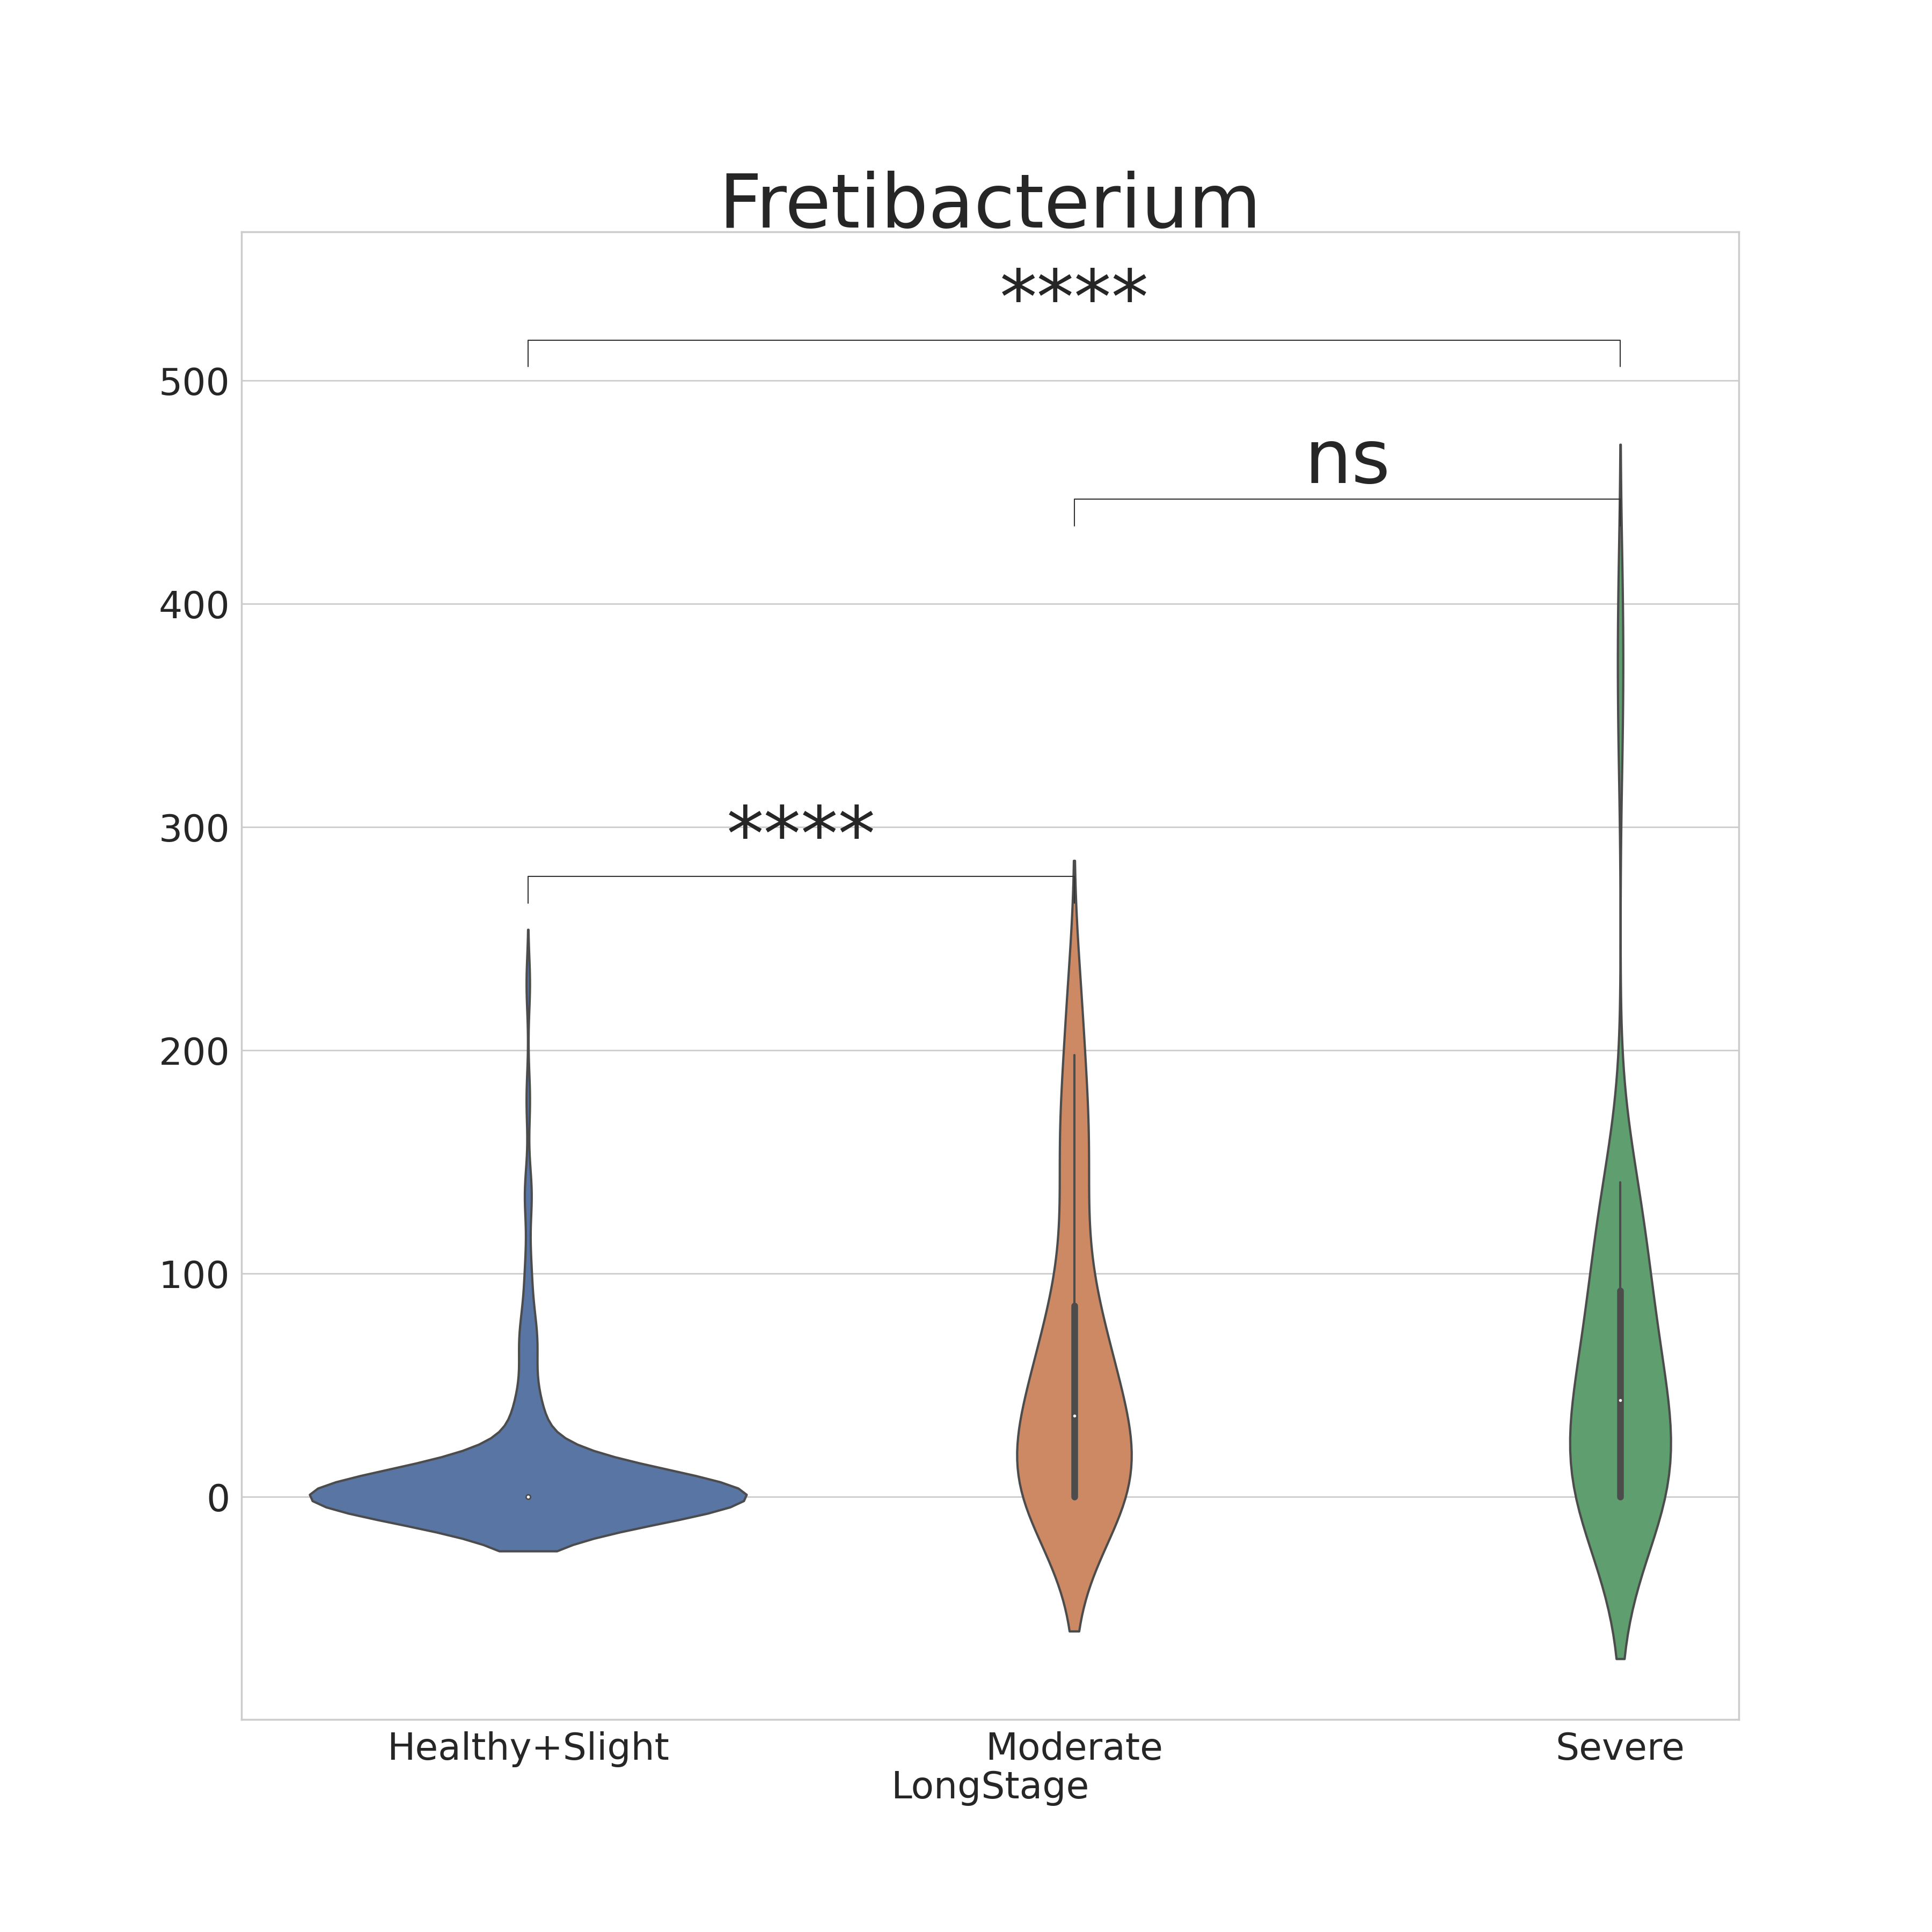 Fretibacterium
****
500
ns
400
300
****
200
100
0
Healthy+Slight Moderate Severe
LongStage